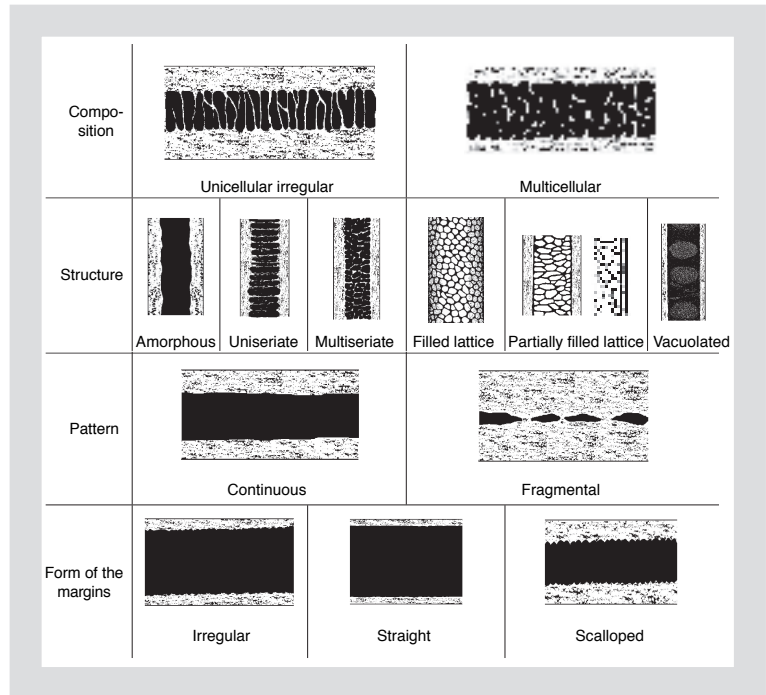 Compo-
sition
Unicellular irregular
Multicellular
Structure
Amorphous
Uniseriate
Multiseriate
Filled lattice
Partially filled lattice
Vacuolated
Pattern
Continuous
Fragmental
Form of the
margins
Irregular
Straight
Scalloped